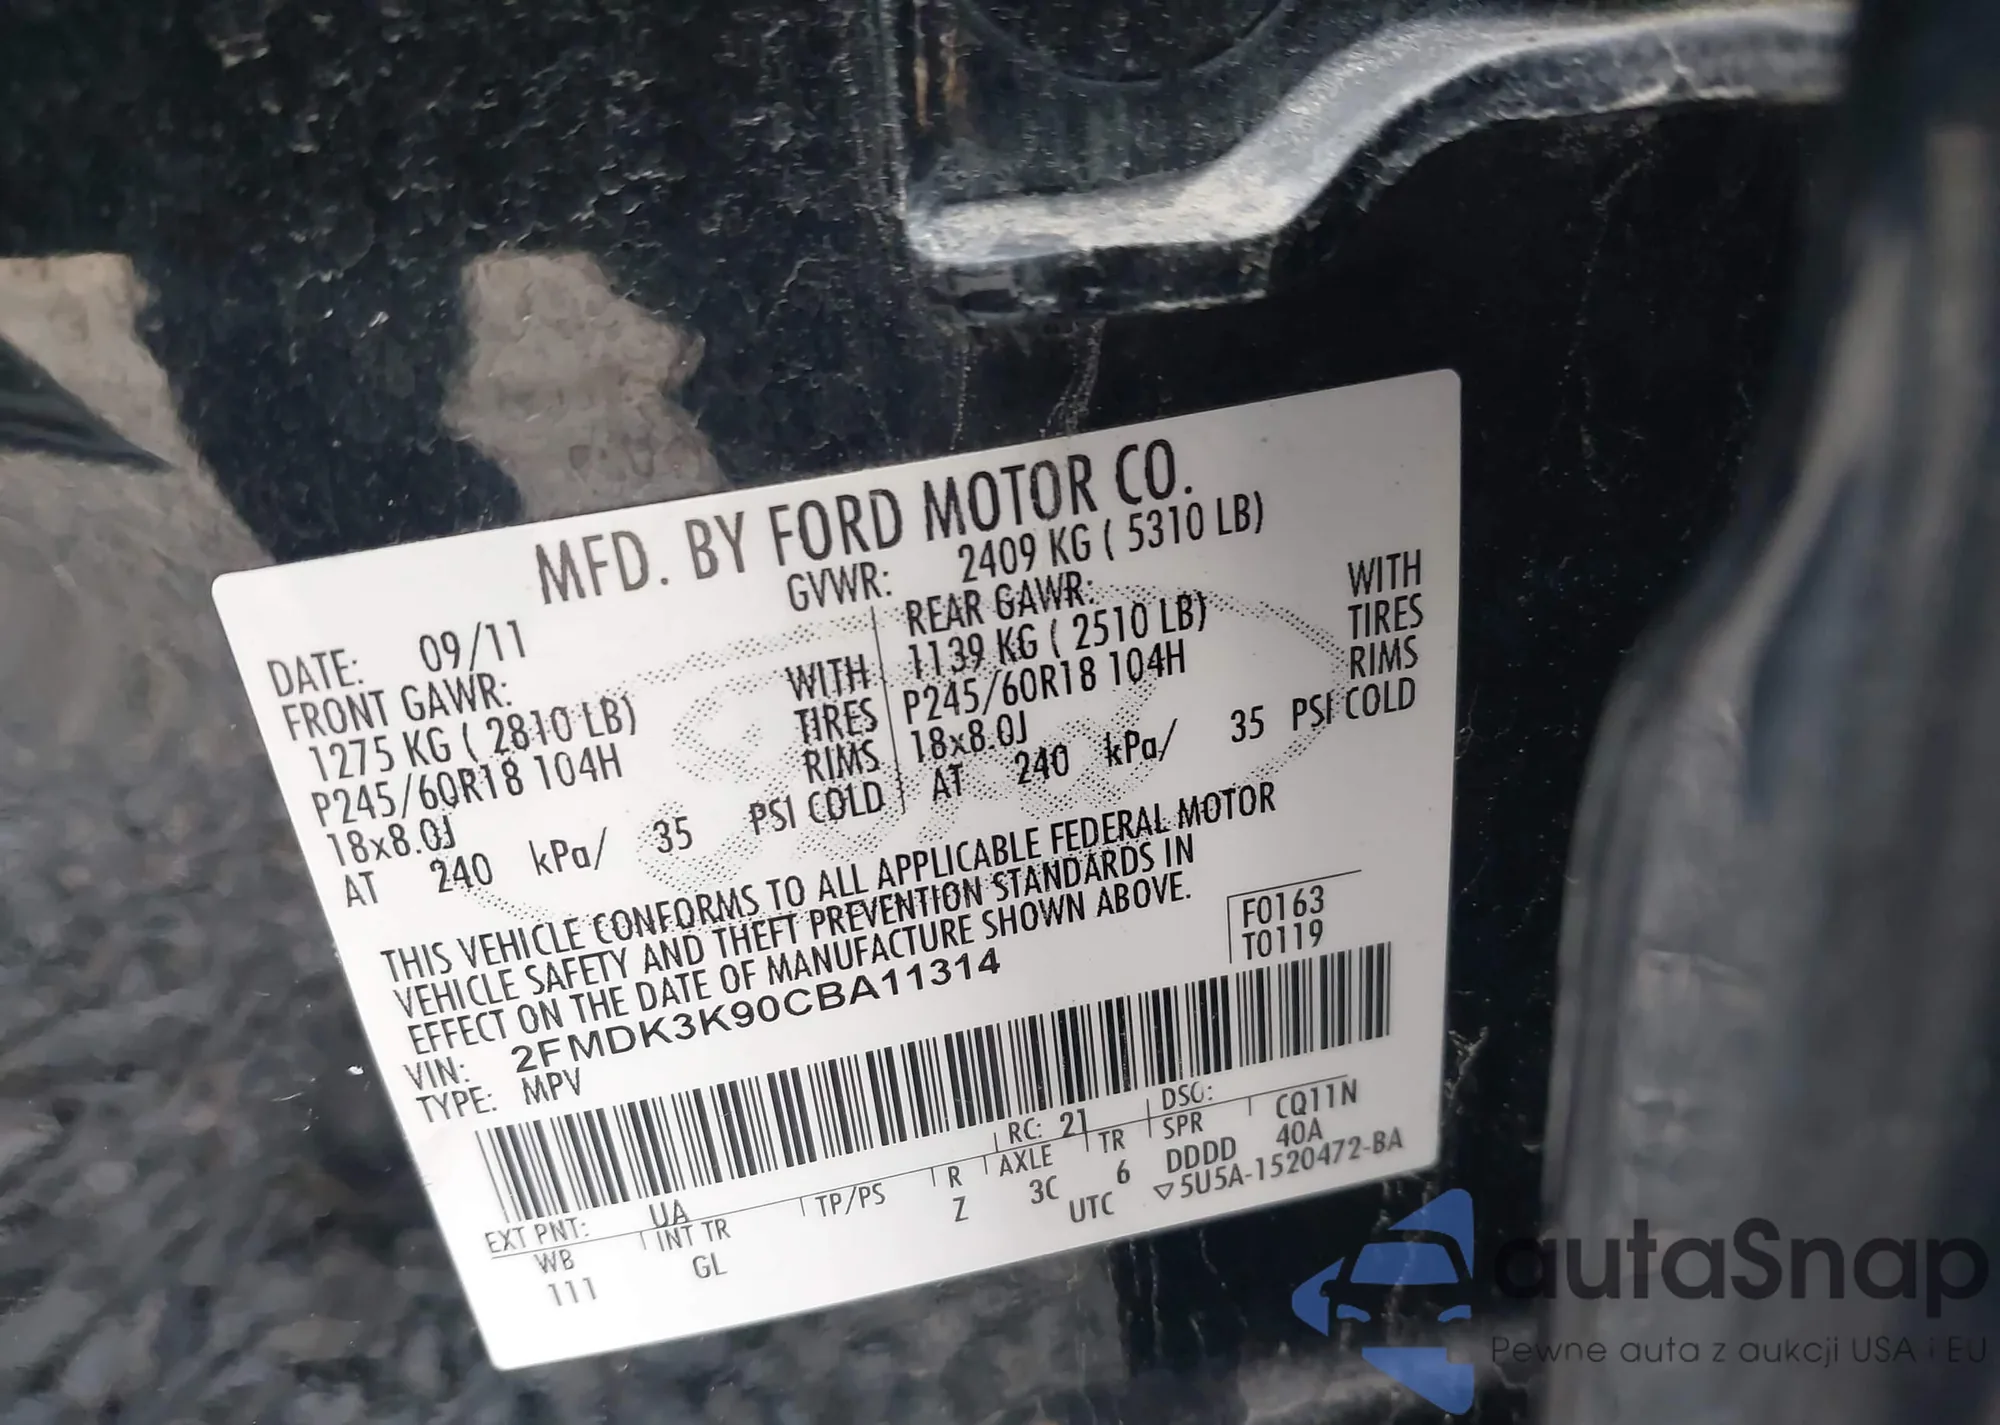 MFD. BY FORD MOTOR CO.
DATE: 09/11 GVWR: 2409 KG ( 5310 LB)
FRONT GAWR: REAR GAWR:
1275 KG ( 2810 LB) WITH 1139 KG ( 2510 LB) WITH
P245/60R18 104H TIRES P245/60R18 104H TIRES
18x8.0J RIMS 18x8.0J RIMS
AT 240 kPa/ 35 PSI COLD AT 240 kPa/ 35 PSI COLD
THIS VEHICLE CONFORMS TO ALL APPLICABLE FEDERAL MOTOR
VEHICLE SAFETY AND THEFT PREVENTION STANDARDS IN
EFFECT ON THE DATE OF MANUFACTURE SHOWN ABOVE.
F0163
T0119
VIN: 2FMDK3K90CBA11314
TYPE: MPV
EXT PNT: UA RC: 21 DSO: CQ11N
WB INT TR TP/PS R AXLE TR SPR 40A
111 GL Z 3C 6 DDDD
UTC ▽5U5A-1520472-BA
autaSnap
Pewne auta z aukcji USA i EU